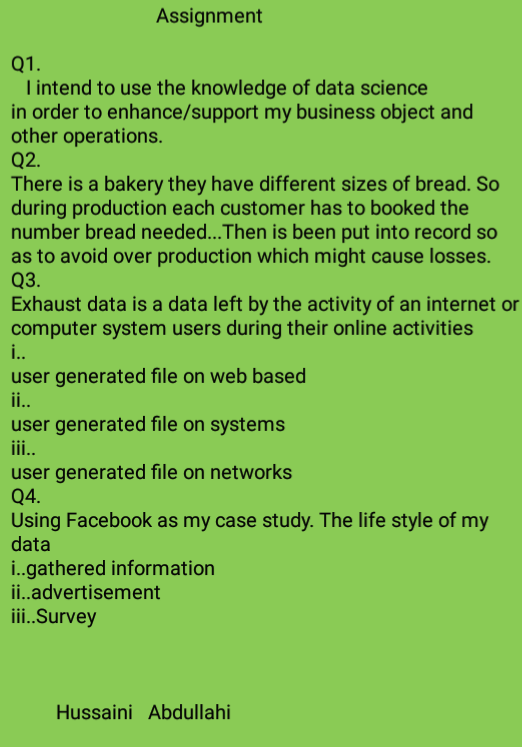 Assignment
Q1.
I intend to use the knowledge of data science
in order to enhance/support my business object and
other operations.
Q2.
There is a bakery they have different sizes of bread. So
during production each customer has to booked the
number bread needed...Then is been put into record so
as to avoid over production which might cause losses.
Q3.
Exhaust data is a data left by the activity of an internet or
computer system users during their online activities
i..
user generated file on web based
ii..
user generated file on systems
iii..
user generated file on networks
Q4.
Using Facebook as my case study. The life style of my
data
i..gathered information
ii..advertisement
iii..Survey
Hussaini Abdullahi